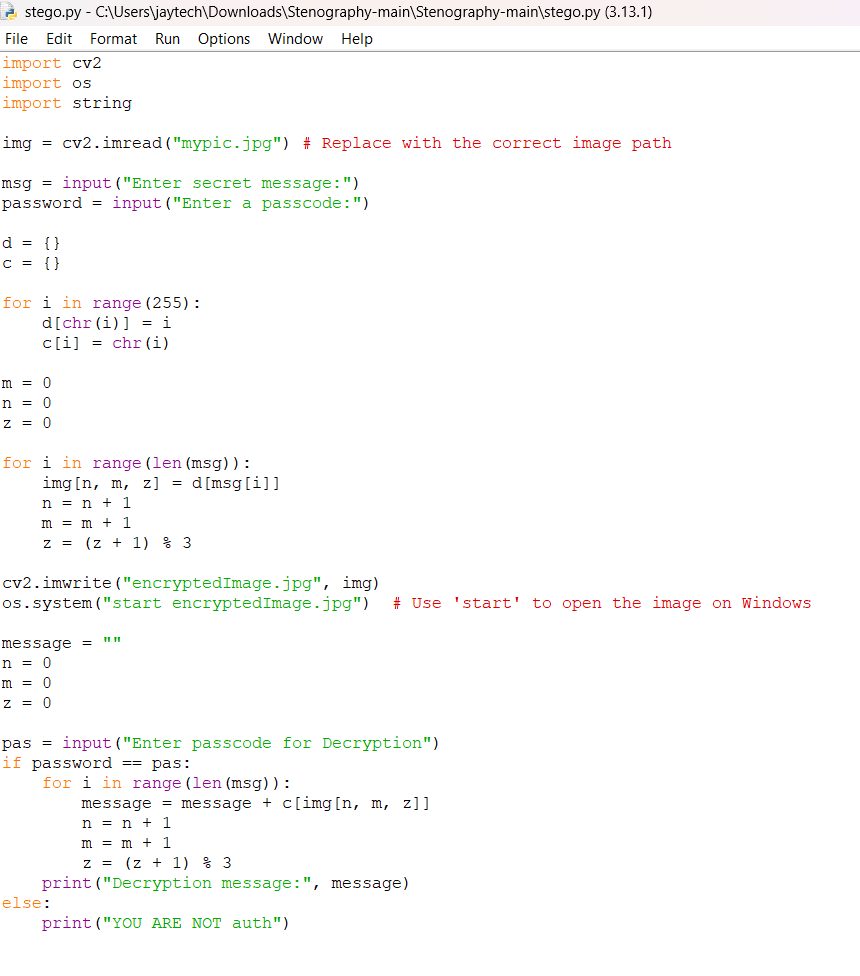 stego.py - C:\Users\jaytech\Downloads\Stenography-main\Stenography-main\stego.py (3.13.1)
File Edit Format Run Options Window Help
import cv2
import os
import string

img = cv2.imread("mypic.jpg") # Replace with the correct image path

msg = input("Enter secret message:")
password = input("Enter a passcode:")

d = {}
c = {}

for i in range(255):
    d[chr(i)] = i
    c[i] = chr(i)

m = 0
n = 0
z = 0

for i in range(len(msg)):
    img[n, m, z] = d[msg[i]]
    n = n + 1
    m = m + 1
    z = (z + 1) % 3

cv2.imwrite("encryptedImage.jpg", img)
os.system("start encryptedImage.jpg")  # Use 'start' to open the image on Windows

message = ""
n = 0
m = 0
z = 0

pas = input("Enter passcode for Decryption")
if password == pas:
    for i in range(len(msg)):
        message = message + c[img[n, m, z]]
        n = n + 1
        m = m + 1
        z = (z + 1) % 3
    print("Decryption message:", message)
else:
    print("YOU ARE NOT auth")